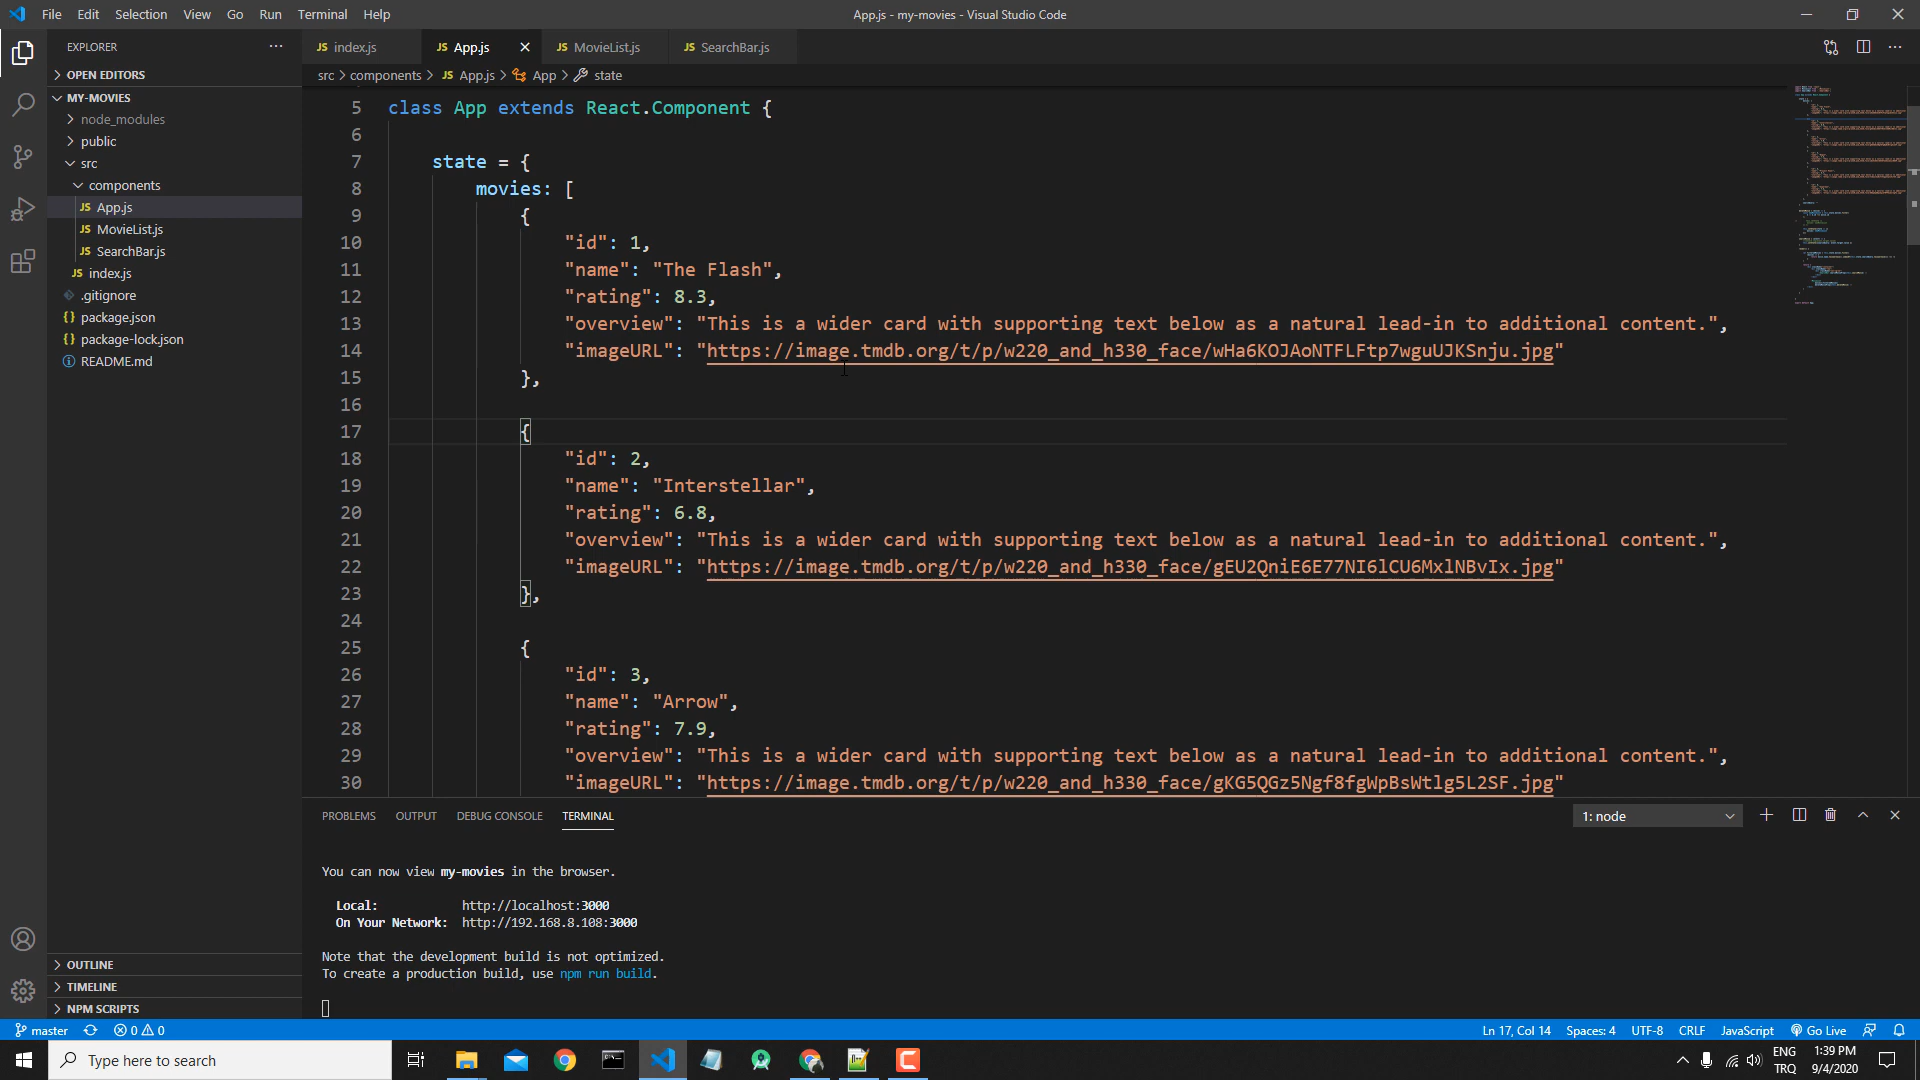 File Edit Selection View Go Run Terminal Help
App.js - my-movies - Visual Studio Code
EXPLORER
OPEN EDITORS
MY-MOVIES
node_modules
public
src
components
JS App.js
JS MovieList.js
JS SearchBar.js
JS index.js
.gitignore
{} package.json
{} package-lock.json
README.md
OUTLINE
TIMELINE
NPM SCRIPTS
JS index.js
JS App.js
JS MovieList.js
JS SearchBar.js
src > components > JS App.js > App > state
5 class App extends React.Component {
6
7 state = {
8 movies: [
9 {
10 "id": 1,
11 "name": "The Flash",
12 "rating": 8.3,
13 "overview": "This is a wider card with supporting text below as a natural lead-in to additional content.",
14 "imageURL": "https://image.tmdb.org/t/p/w220_and_h330_face/wHa6KOJAoNTFLFtp7wguUJKSnju.jpg"
15 },
16
17 {
18 "id": 2,
19 "name": "Interstellar",
20 "rating": 6.8,
21 "overview": "This is a wider card with supporting text below as a natural lead-in to additional content.",
22 "imageURL": "https://image.tmdb.org/t/p/w220_and_h330_face/gEU2QniE6E77NI6lCU6MxlNBvIx.jpg"
23 },
24
25 {
26 "id": 3,
27 "name": "Arrow",
28 "rating": 7.9,
29 "overview": "This is a wider card with supporting text below as a natural lead-in to additional content.",
30 "imageURL": "https://image.tmdb.org/t/p/w220_and_h330_face/gKG5QGz5Ngf8fgWpBsWtlg5L2SF.jpg"
PROBLEMS OUTPUT DEBUG CONSOLE TERMINAL
1: node
You can now view my-movies in the browser.
Local: http://localhost:3000
On Your Network: http://192.168.8.108:3000
Note that the development build is not optimized.
To create a production build, use npm run build.
master
0 0
Ln 17, Col 14 Spaces: 4 UTF-8 CRLF JavaScript Go Live
Type here to search
ENG
TRQ
1:39 PM
9/4/2020